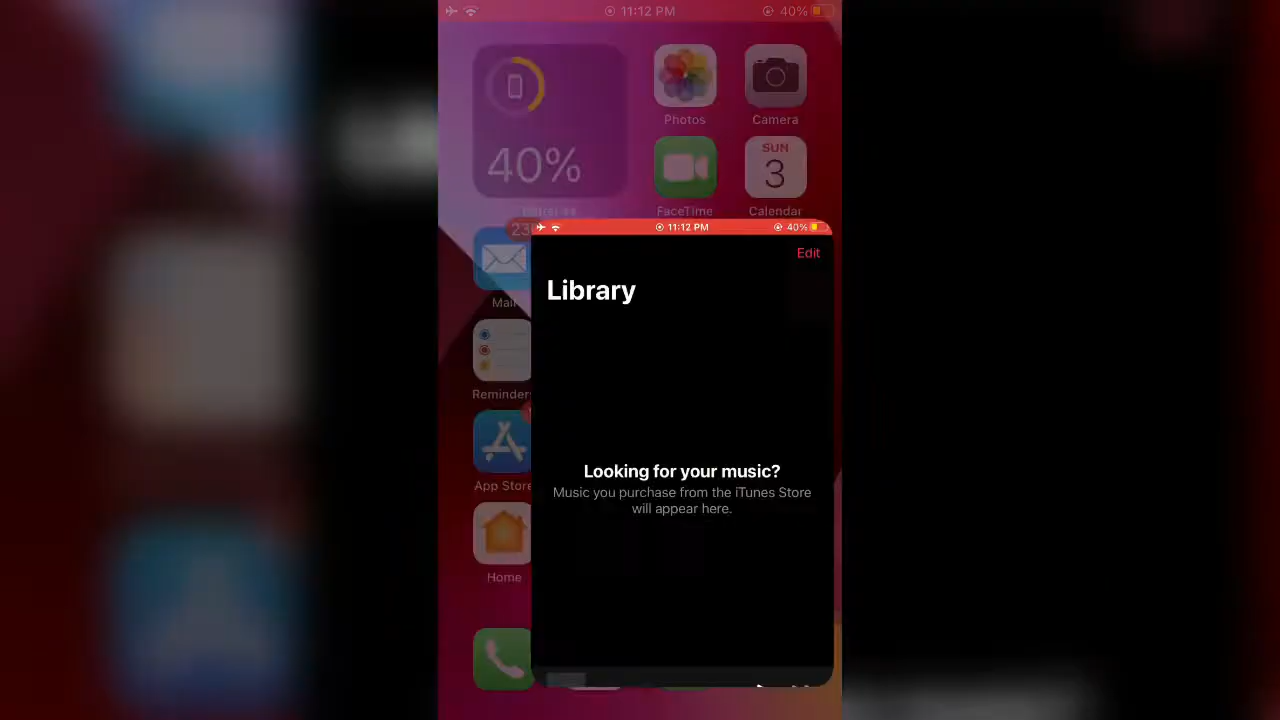 11:12 PM
40%
40%
Photos
Camera
SUN
3
FaceTime
Calendar
23
11:12 PM
40%
Edit
Mail
Library
Reminders
Looking for your music?
App Store
Music you purchase from the iTunes Store
will appear here.
Home